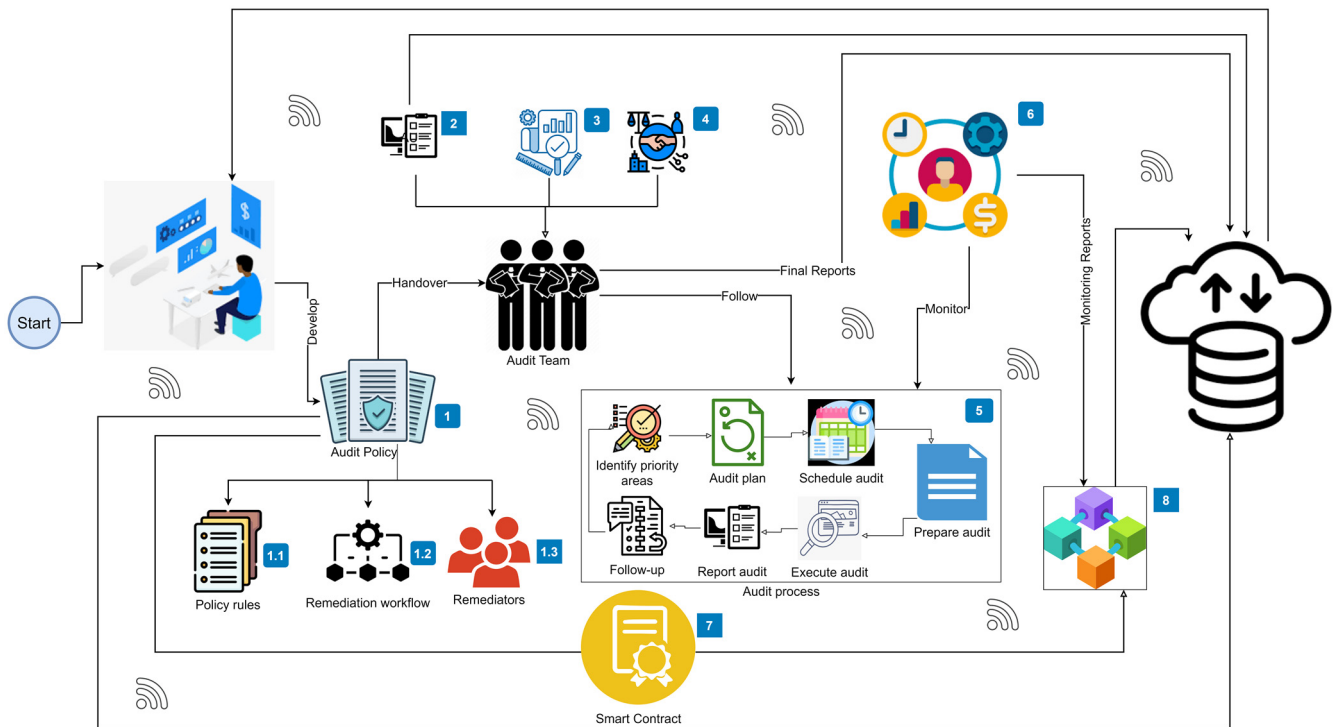 2
3
4
6
Start
Develop
Handover
Final Reports
Follow
Monitor
Monitoring Reports
Audit Team
1
Audit Policy
5
Identify priority
areas
Audit plan
Schedule audit
Prepare audit
Follow-up
Report audit
Execute audit
Audit process
8
1.1
1.2
1.3
Policy rules
Remediation workflow
Remediators
7
Smart Contract